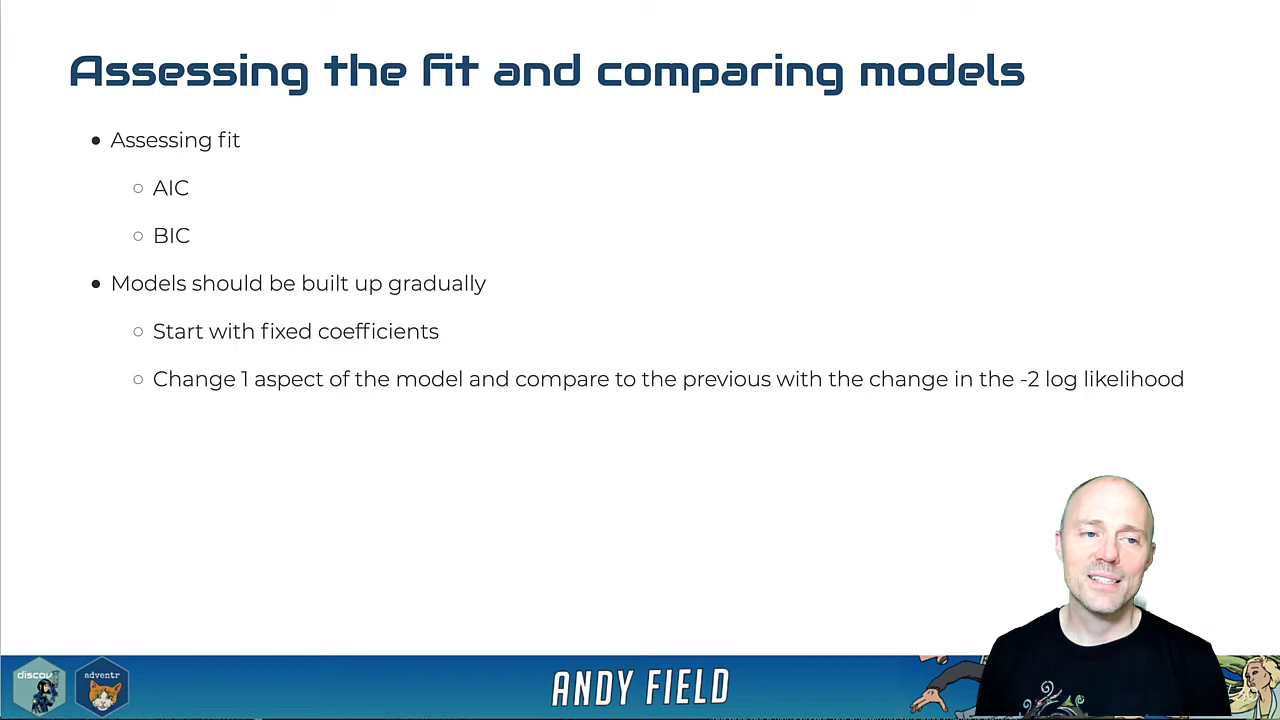 Assessing the fit and comparing models
Assessing fit
AIC
BIC
Models should be built up gradually
Start with fixed coefficients
Change 1 aspect of the model and compare to the previous with the change in the -2 log likelihood
discov
adventr
ANDY FIELD